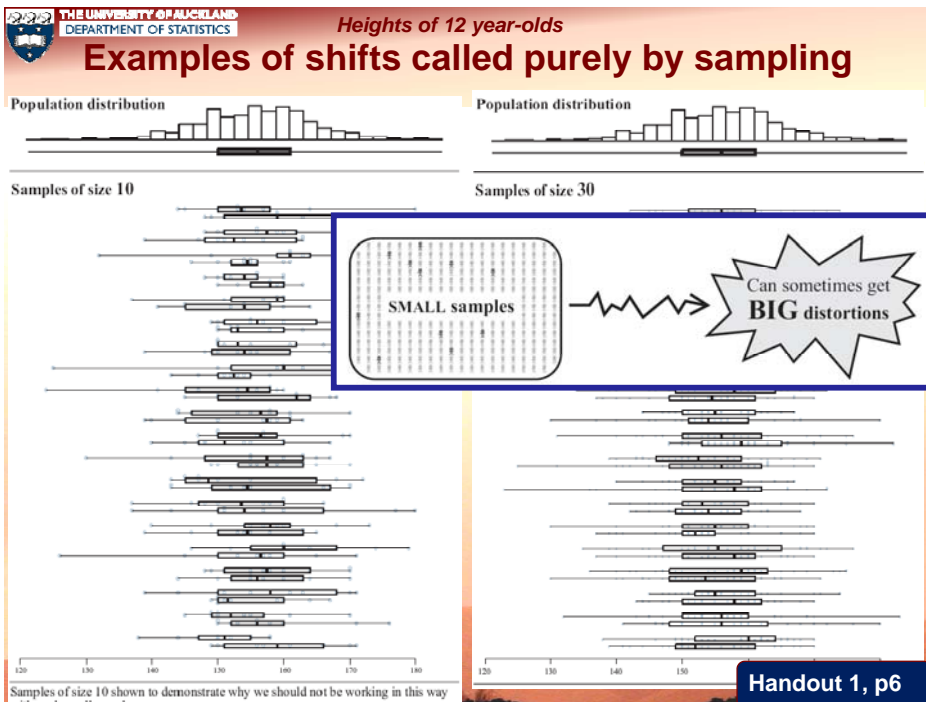 THE UNIVERSITY OF AUCKLAND
DEPARTMENT OF STATISTICS
Heights of 12 year-olds
Examples of shifts called purely by sampling
Population distribution
Samples of size 10
120 130 140 150 160 170 180
Samples of size 10 shown to demonstrate why we should not be working in this way
Population distribution
Samples of size 30
120 130 140 150
SMALL samples
Can sometimes get
BIG distortions
Handout 1, p6